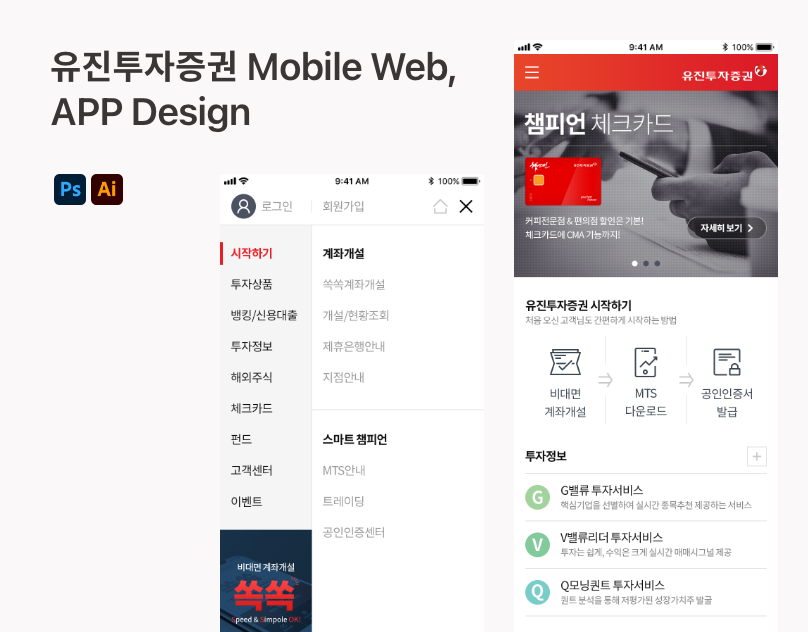 유진투자증권 Mobile Web,
APP Design
Ps Ai
9:41 AM 100%
로그인 회원가입
시작하기
투자상품
뱅킹/신용대출
투자정보
해외주식
체크카드
펀드
고객센터
이벤트
비대면 계좌개설
쏙쏙
Speed & Simpole OK!
계좌개설
쏙쏙계좌개설
개설/현황조회
제휴은행안내
지점안내
스마트 챔피언
MTS안내
트레이딩
공인인증센터
9:41 AM 100%
유진투자증권
챔피언 체크카드
커피전문점 & 편의점 할인은 기본!
체크카드에 CMA 기능까지!
자세히 보기
유진투자증권 시작하기
처음 오신 고객님도 간편하게 시작하는 방법
비대면
계좌개설
MTS
다운로드
공인인증서
발급
투자정보
G
G밸류 투자서비스
핵심기업을 선별하여 실시간 종목추천 제공하는 서비스
V
V밸류리더 투자서비스
투자는 쉽게, 수익은 크게 실시간 매매시그널 제공
Q
Q모닝퀀트 투자서비스
퀀트 분석을 통해 저평가된 성장가치주 발굴